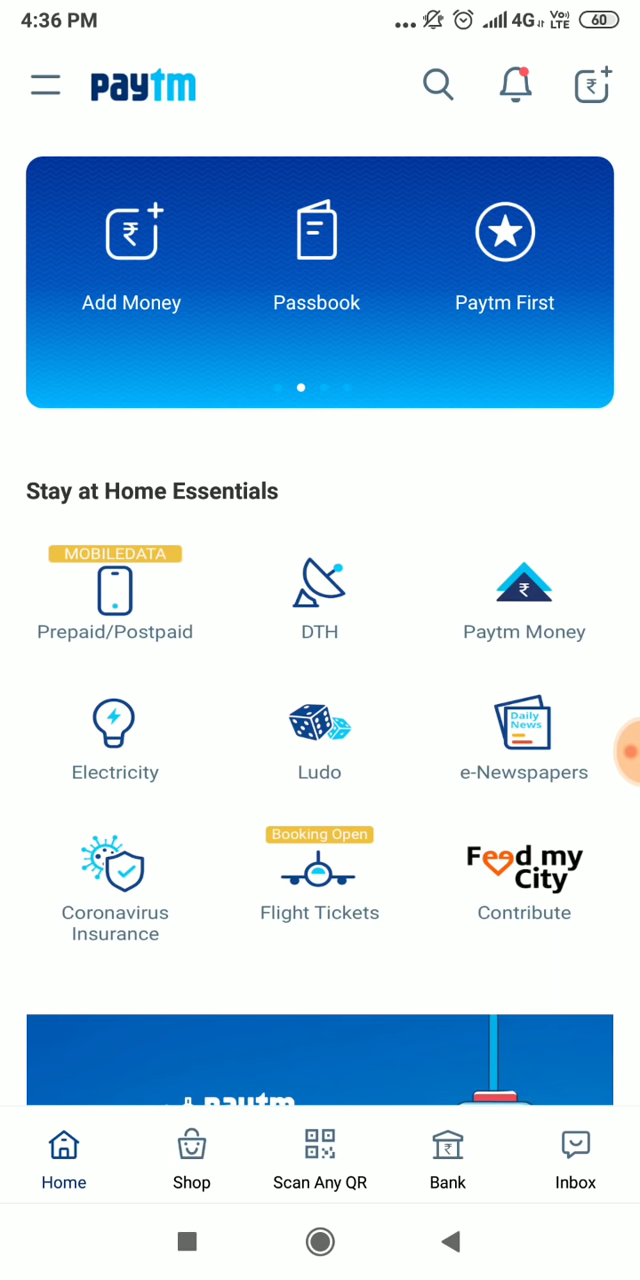 4:36 PM
4G VoLTE 60
paytm
Add Money
Passbook
Paytm First
Stay at Home Essentials
MOBILEDATA
Prepaid/Postpaid
DTH
Paytm Money
Electricity
Ludo
Daily
News
e-Newspapers
Coronavirus
Insurance
Booking Open
Flight Tickets
Feed my
City
Contribute
paytm
Home
Shop
Scan Any QR
Bank
Inbox